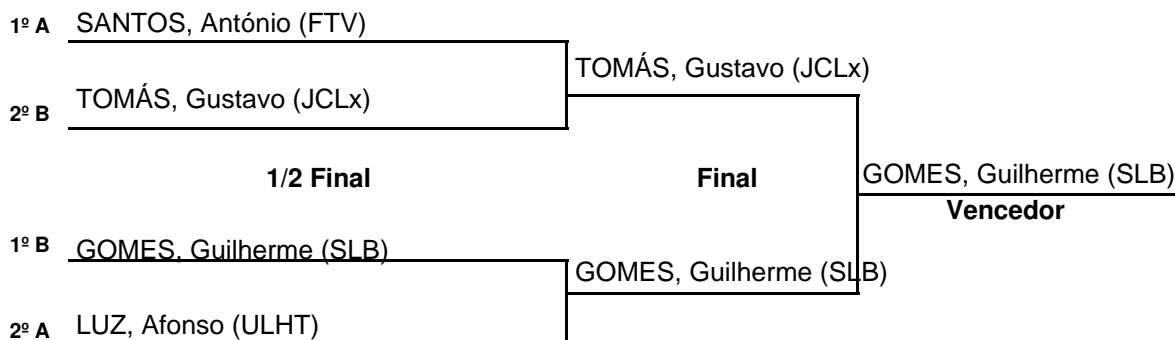 1º A SANTOS, António (FTV)
TOMÁS, Gustavo (JCLx)
2º B TOMÁS, Gustavo (JCLx)
1/2 Final Final GOMES, Guilherme (SLB)
Vencedor
1º B GOMES, Guilherme (SLB)
GOMES, Guilherme (SLB)
2º A LUZ, Afonso (ULHT)